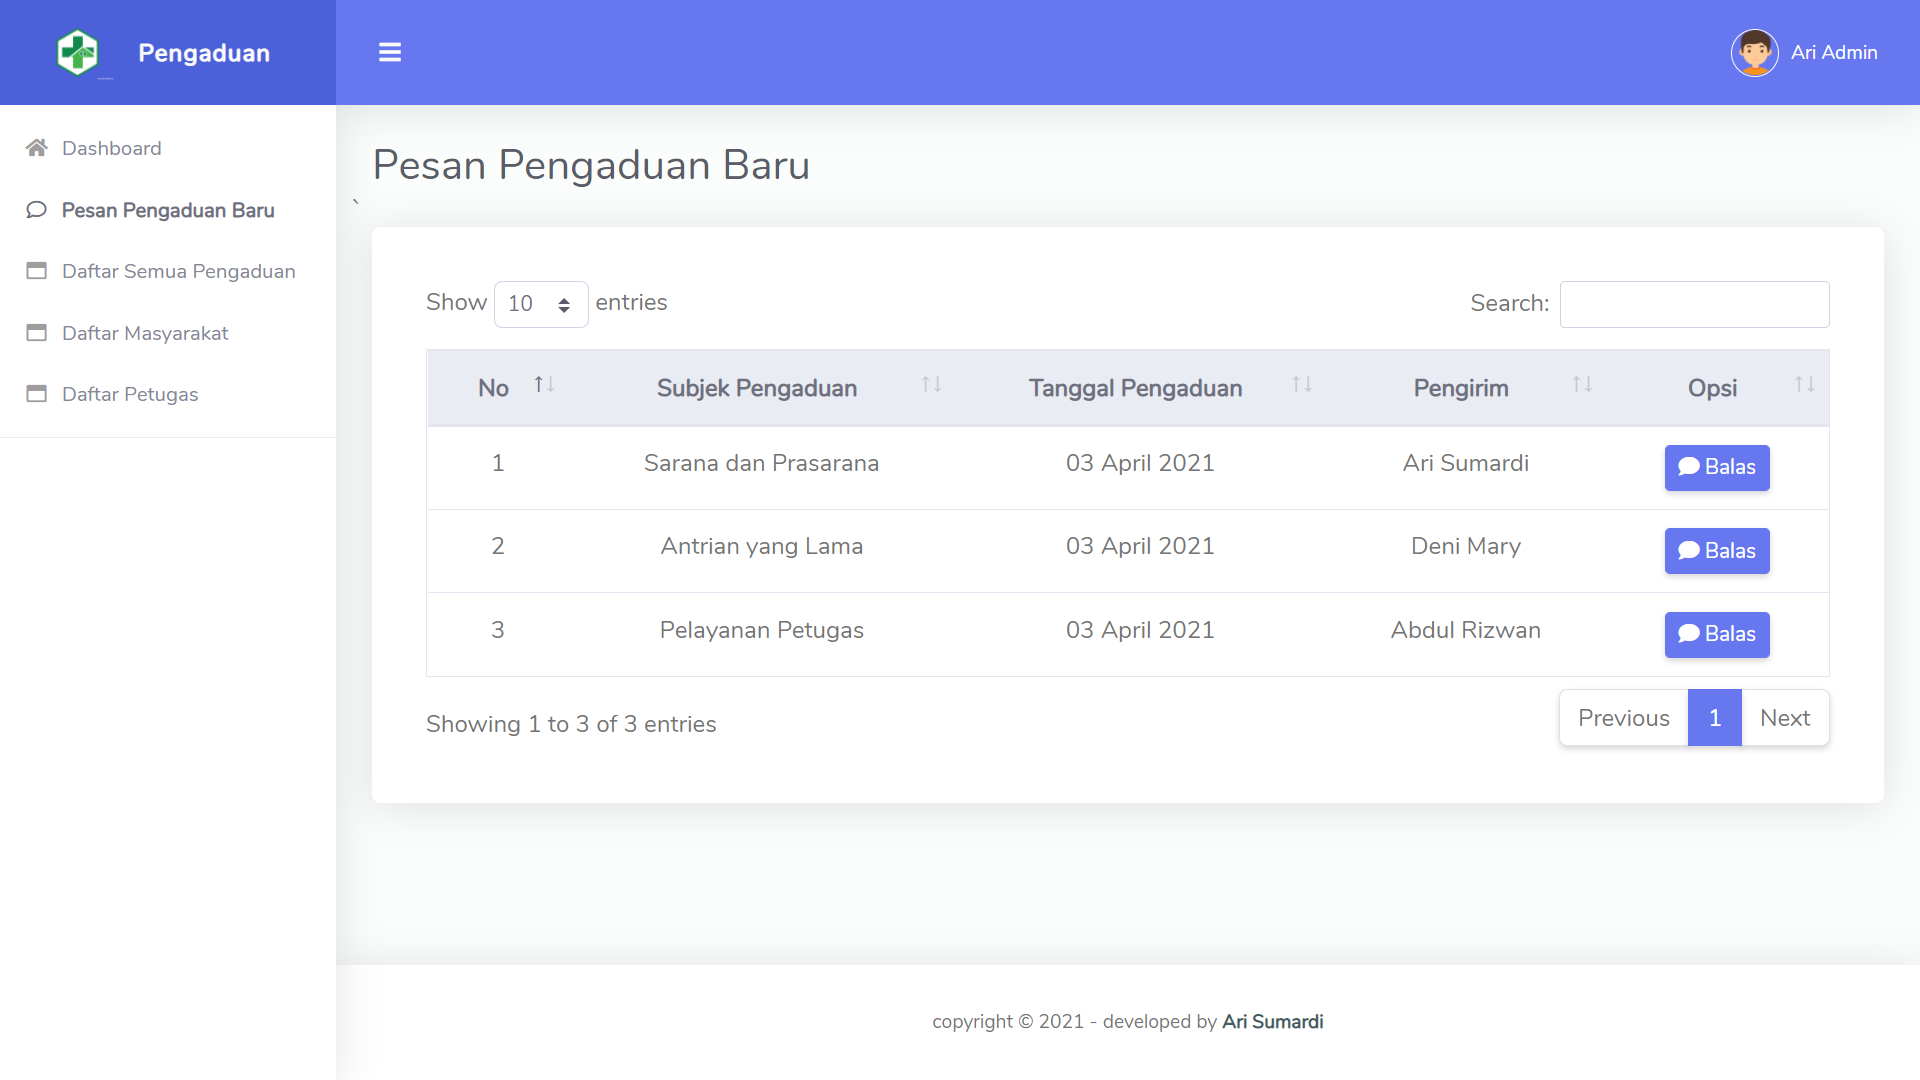 Pengaduan
Ari Admin
Dashboard
Pesan Pengaduan Baru
Daftar Semua Pengaduan
Daftar Masyarakat
Daftar Petugas
Pesan Pengaduan Baru
`
Show 10 entries
Search:
No Subjek Pengaduan Tanggal Pengaduan Pengirim Opsi
1 Sarana dan Prasarana 03 April 2021 Ari Sumardi Balas
2 Antrian yang Lama 03 April 2021 Deni Mary Balas
3 Pelayanan Petugas 03 April 2021 Abdul Rizwan Balas
Showing 1 to 3 of 3 entries
Previous 1 Next
copyright © 2021 - developed by Ari Sumardi